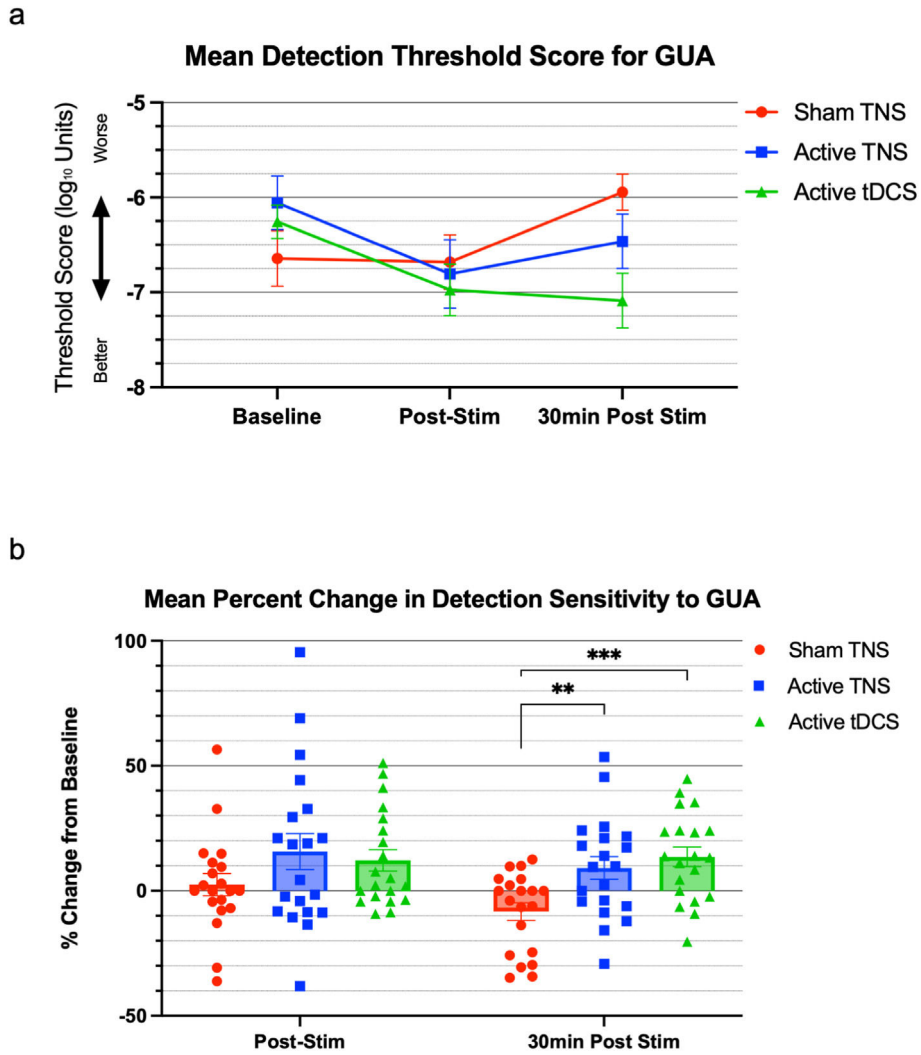 a
Mean Detection Threshold Score for GUA
Threshold Score (log₁₀ Units)
Worse
Better
-5
-6
-7
-8
Baseline
Post-Stim
30min Post Stim
Sham TNS
Active TNS
Active tDCS
b
Mean Percent Change in Detection Sensitivity to GUA
% Change from Baseline
100
50
0
-50
***
**
Post-Stim
30min Post Stim
Sham TNS
Active TNS
Active tDCS